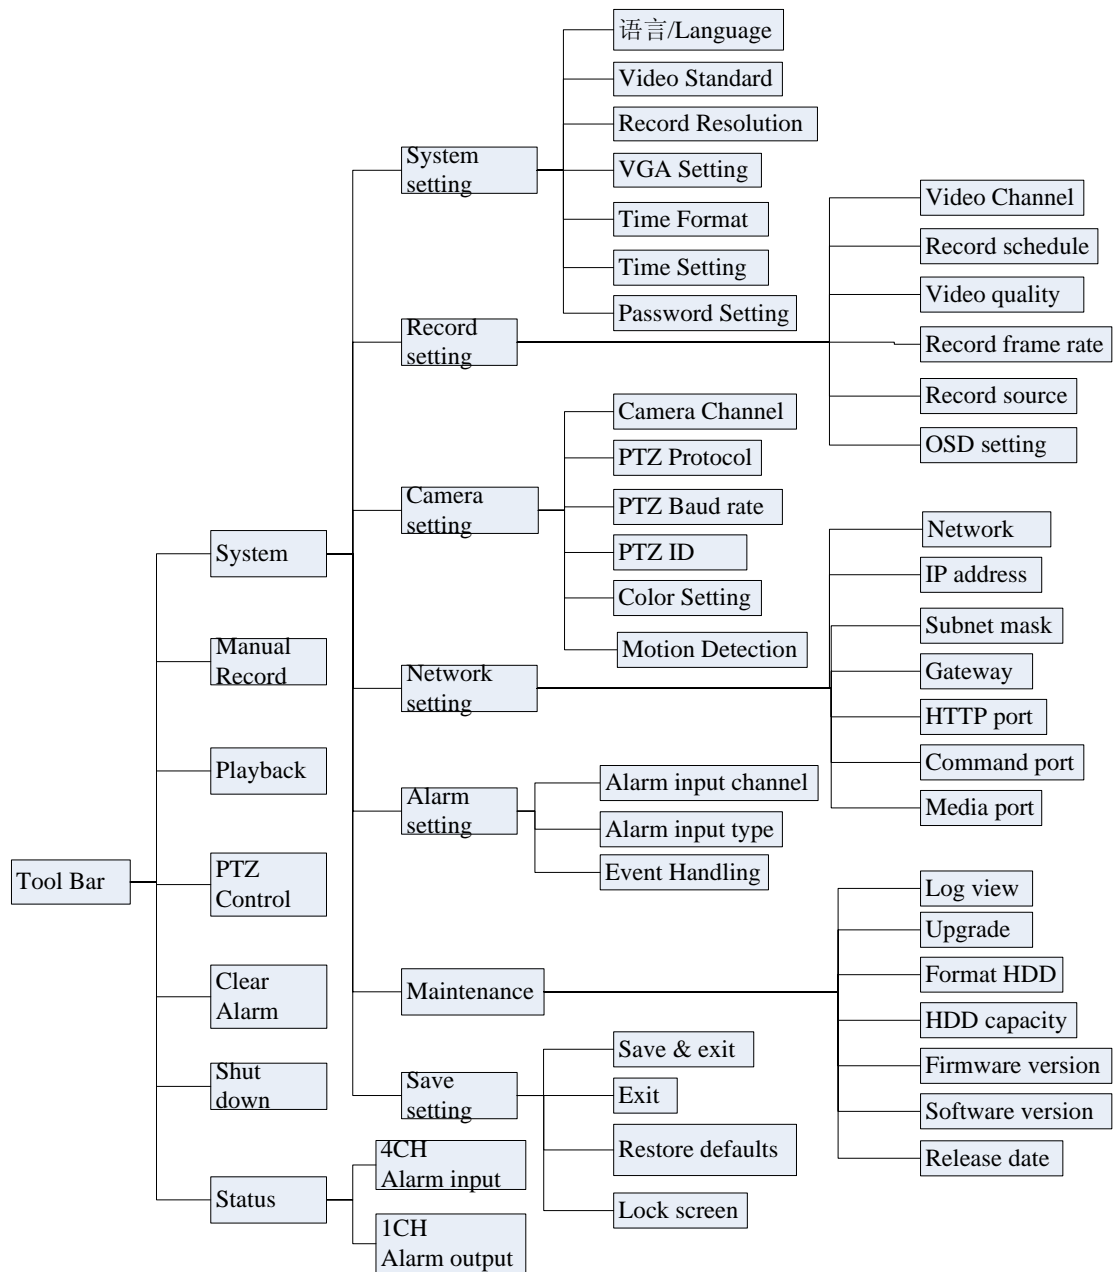 Tool Bar
System
Manual
Record
Playback
PTZ
Control
Clear
Alarm
Shut
down
Status
System
setting
Record
setting
Camera
setting
Network
setting
Alarm
setting
Maintenance
Save
setting
4CH
Alarm input
1CH
Alarm output
语言/Language
Video Standard
Record Resolution
VGA Setting
Time Format
Time Setting
Password Setting
Camera Channel
PTZ Protocol
PTZ Baud rate
PTZ ID
Color Setting
Motion Detection
Alarm input channel
Alarm input type
Event Handling
Save & exit
Exit
Restore defaults
Lock screen
Video Channel
Record schedule
Video quality
Record frame rate
Record source
OSD setting
Network
IP address
Subnet mask
Gateway
HTTP port
Command port
Media port
Log view
Upgrade
Format HDD
HDD capacity
Firmware version
Software version
Release date